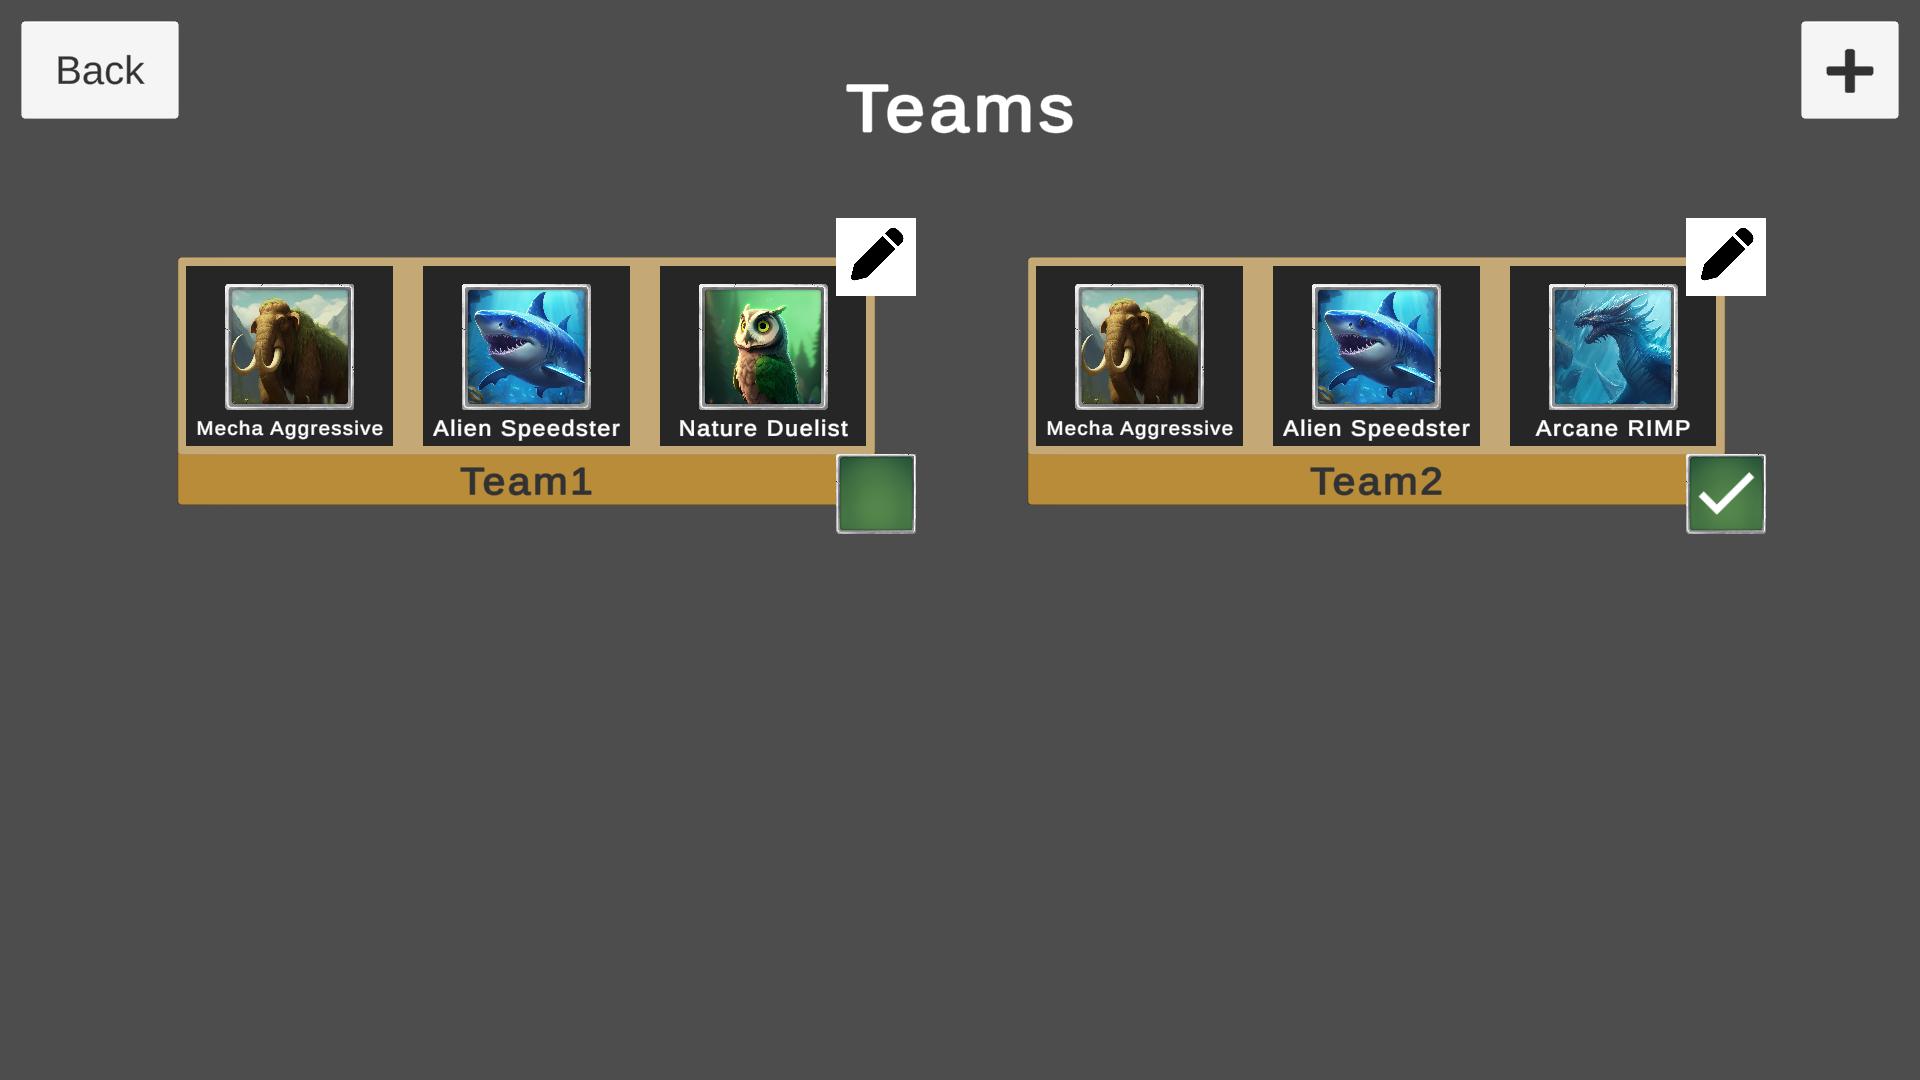 Back
Teams
Mecha Aggressive
Alien Speedster
Nature Duelist
Team1
Mecha Aggressive
Alien Speedster
Arcane RIMP
Team2